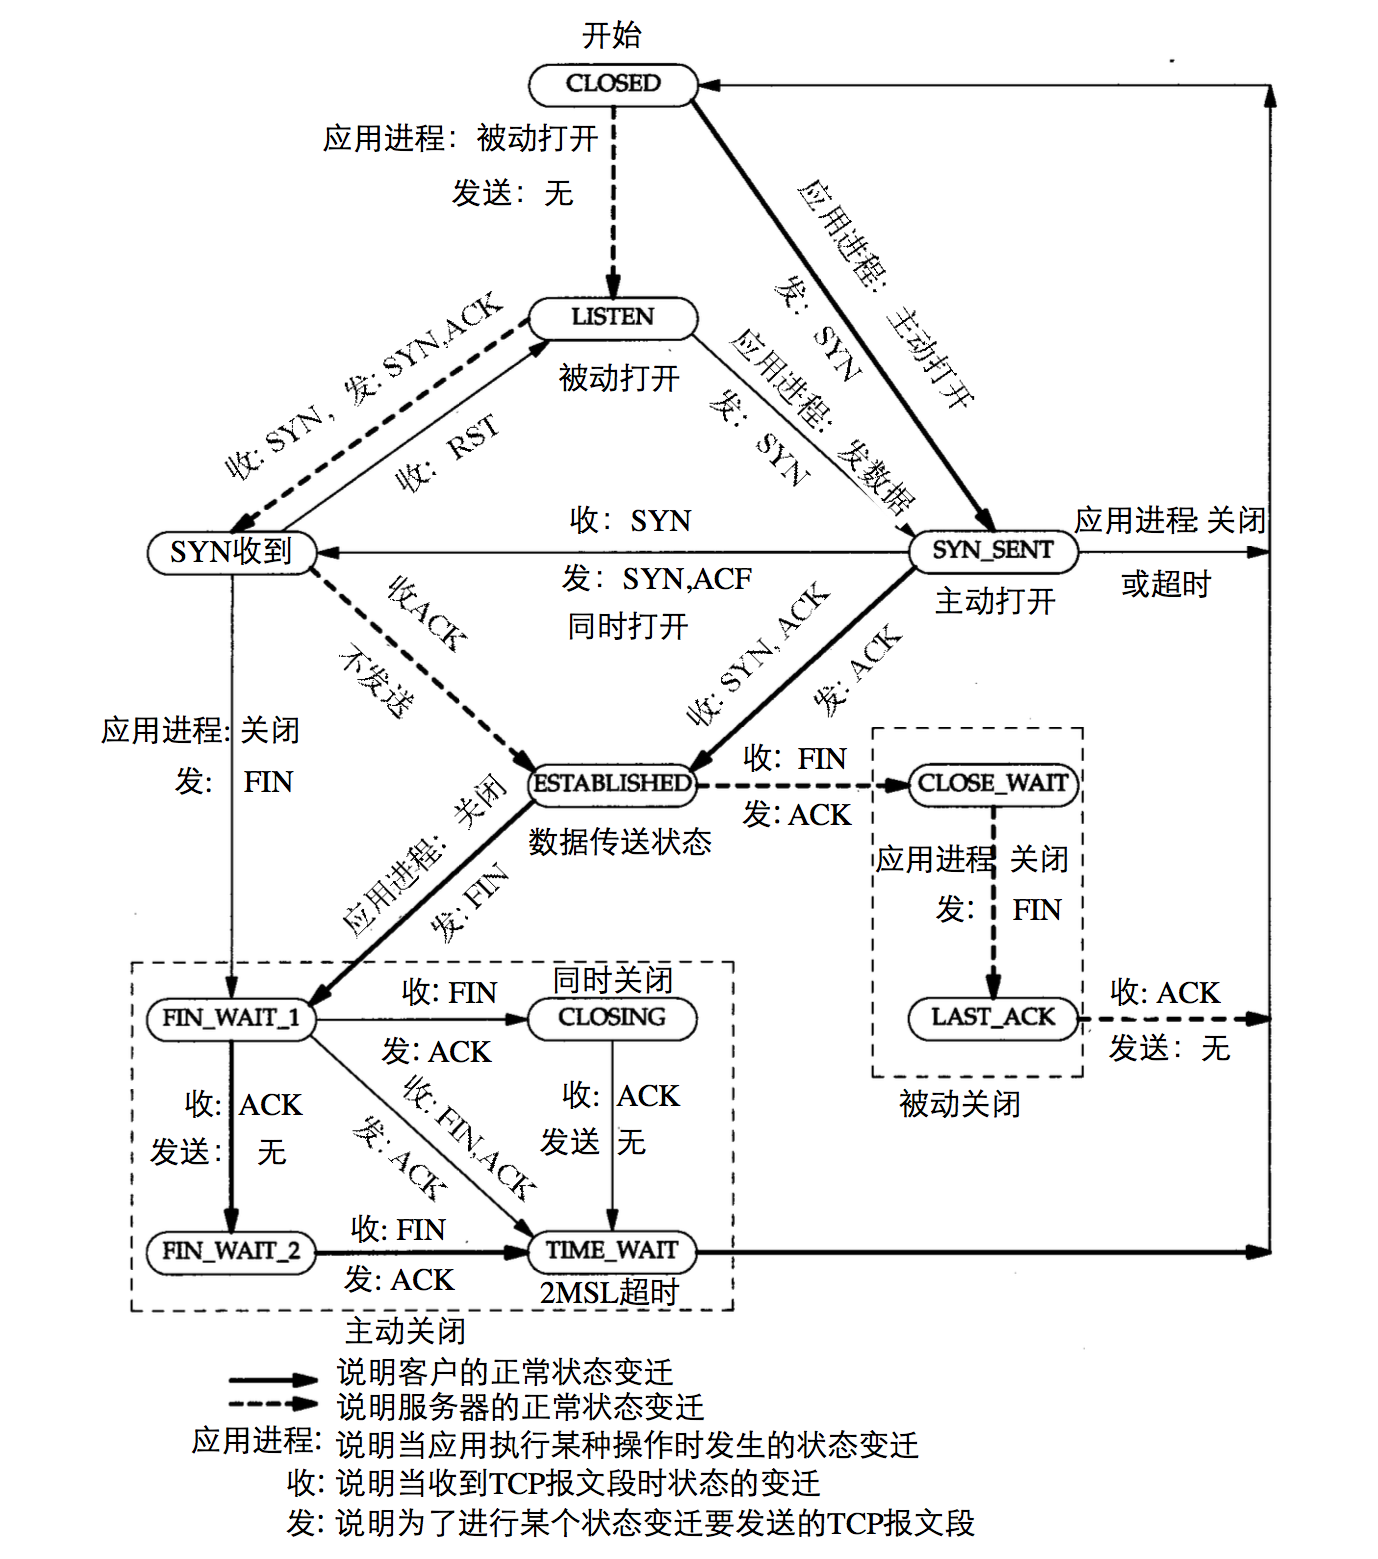 开始
CLOSED
应用进程：被动打开
发送：无
应用进程：主动打开
发：SYN
LISTEN
被动打开
收: SYN，发: SYN,ACK
收：RST
应用进程：发数据
发：SYN
SYN收到
收：SYN
发：SYN,ACF
同时打开
SYN_SENT
主动打开
应用进程: 关闭
或超时
收ACK
不发送
收: SYN, ACK
发: ACK
应用进程: 关闭
发: FIN
ESTABLISHED
数据传送状态
收: FIN
发: ACK
CLOSE_WAIT
应用进程 关闭
发: FIN
应用进程：关闭
发: FIN
LAST_ACK
收: ACK
发送：无
被动关闭
FIN_WAIT_1
收: FIN
发: ACK
同时关闭
CLOSING
收: ACK
发送：无
收: FIN,ACK
发: ACK
收: ACK
发送 无
FIN_WAIT_2
收: FIN
发: ACK
TIME_WAIT
2MSL超时
主动关闭
说明客户的正常状态变迁
说明服务器的正常状态变迁
应用进程: 说明当应用执行某种操作时发生的状态变迁
收: 说明当收到TCP报文段时状态的变迁
发: 说明为了进行某个状态变迁要发送的TCP报文段